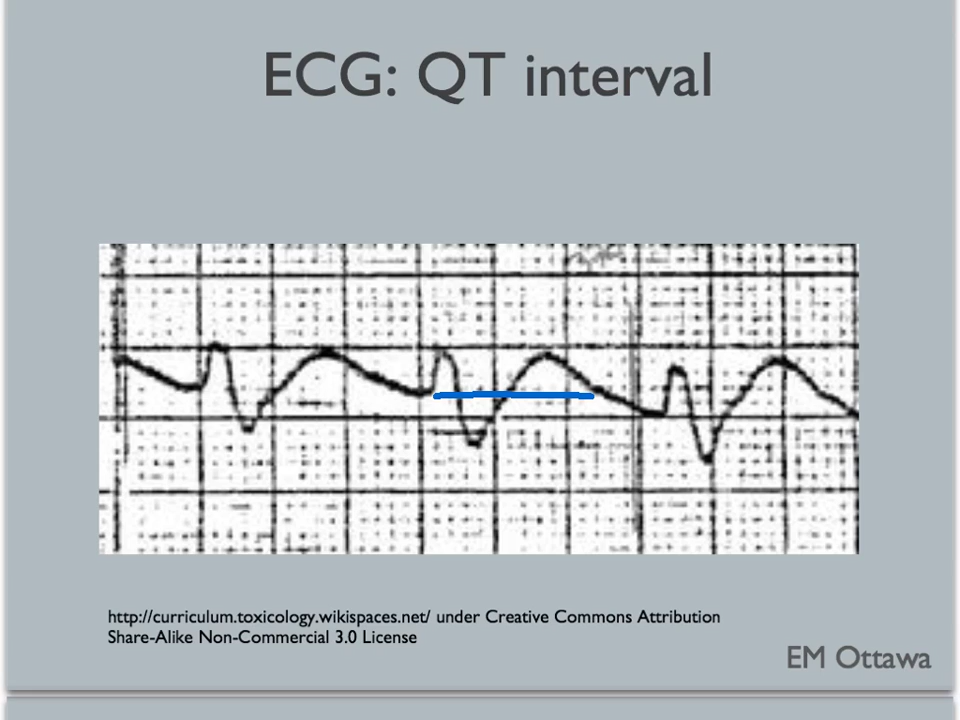 ECG: QT interval
http://curriculum.toxicology.wikispaces.net/ under Creative Commons Attribution
Share-Alike Non-Commercial 3.0 License
EM Ottawa